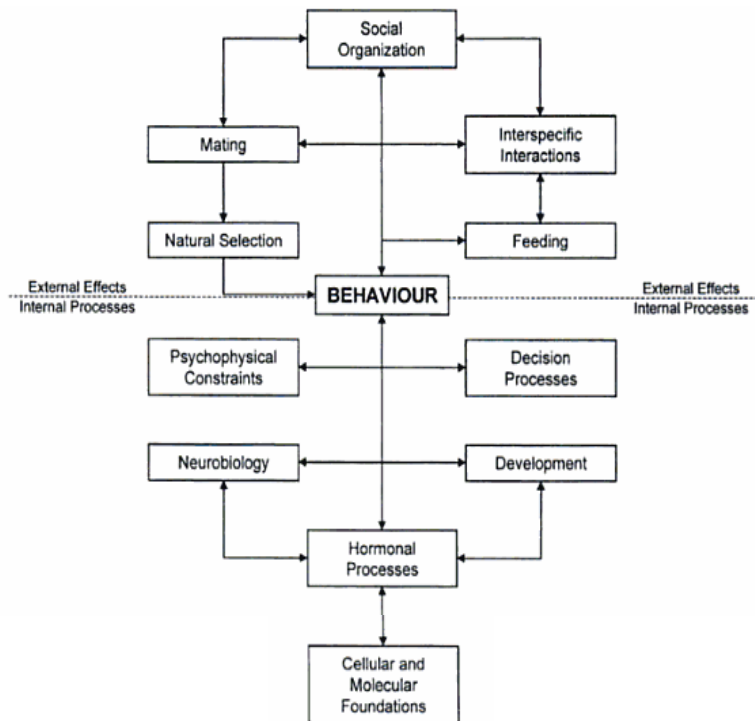 Social
Organization
Mating
Interspecific
Interactions
Natural Selection
Feeding
External Effects
Internal Processes
BEHAVIOUR
External Effects
Internal Processes
Psychophysical
Constraints
Decision
Processes
Neurobiology
Development
Hormonal
Processes
Cellular and
Molecular
Foundations